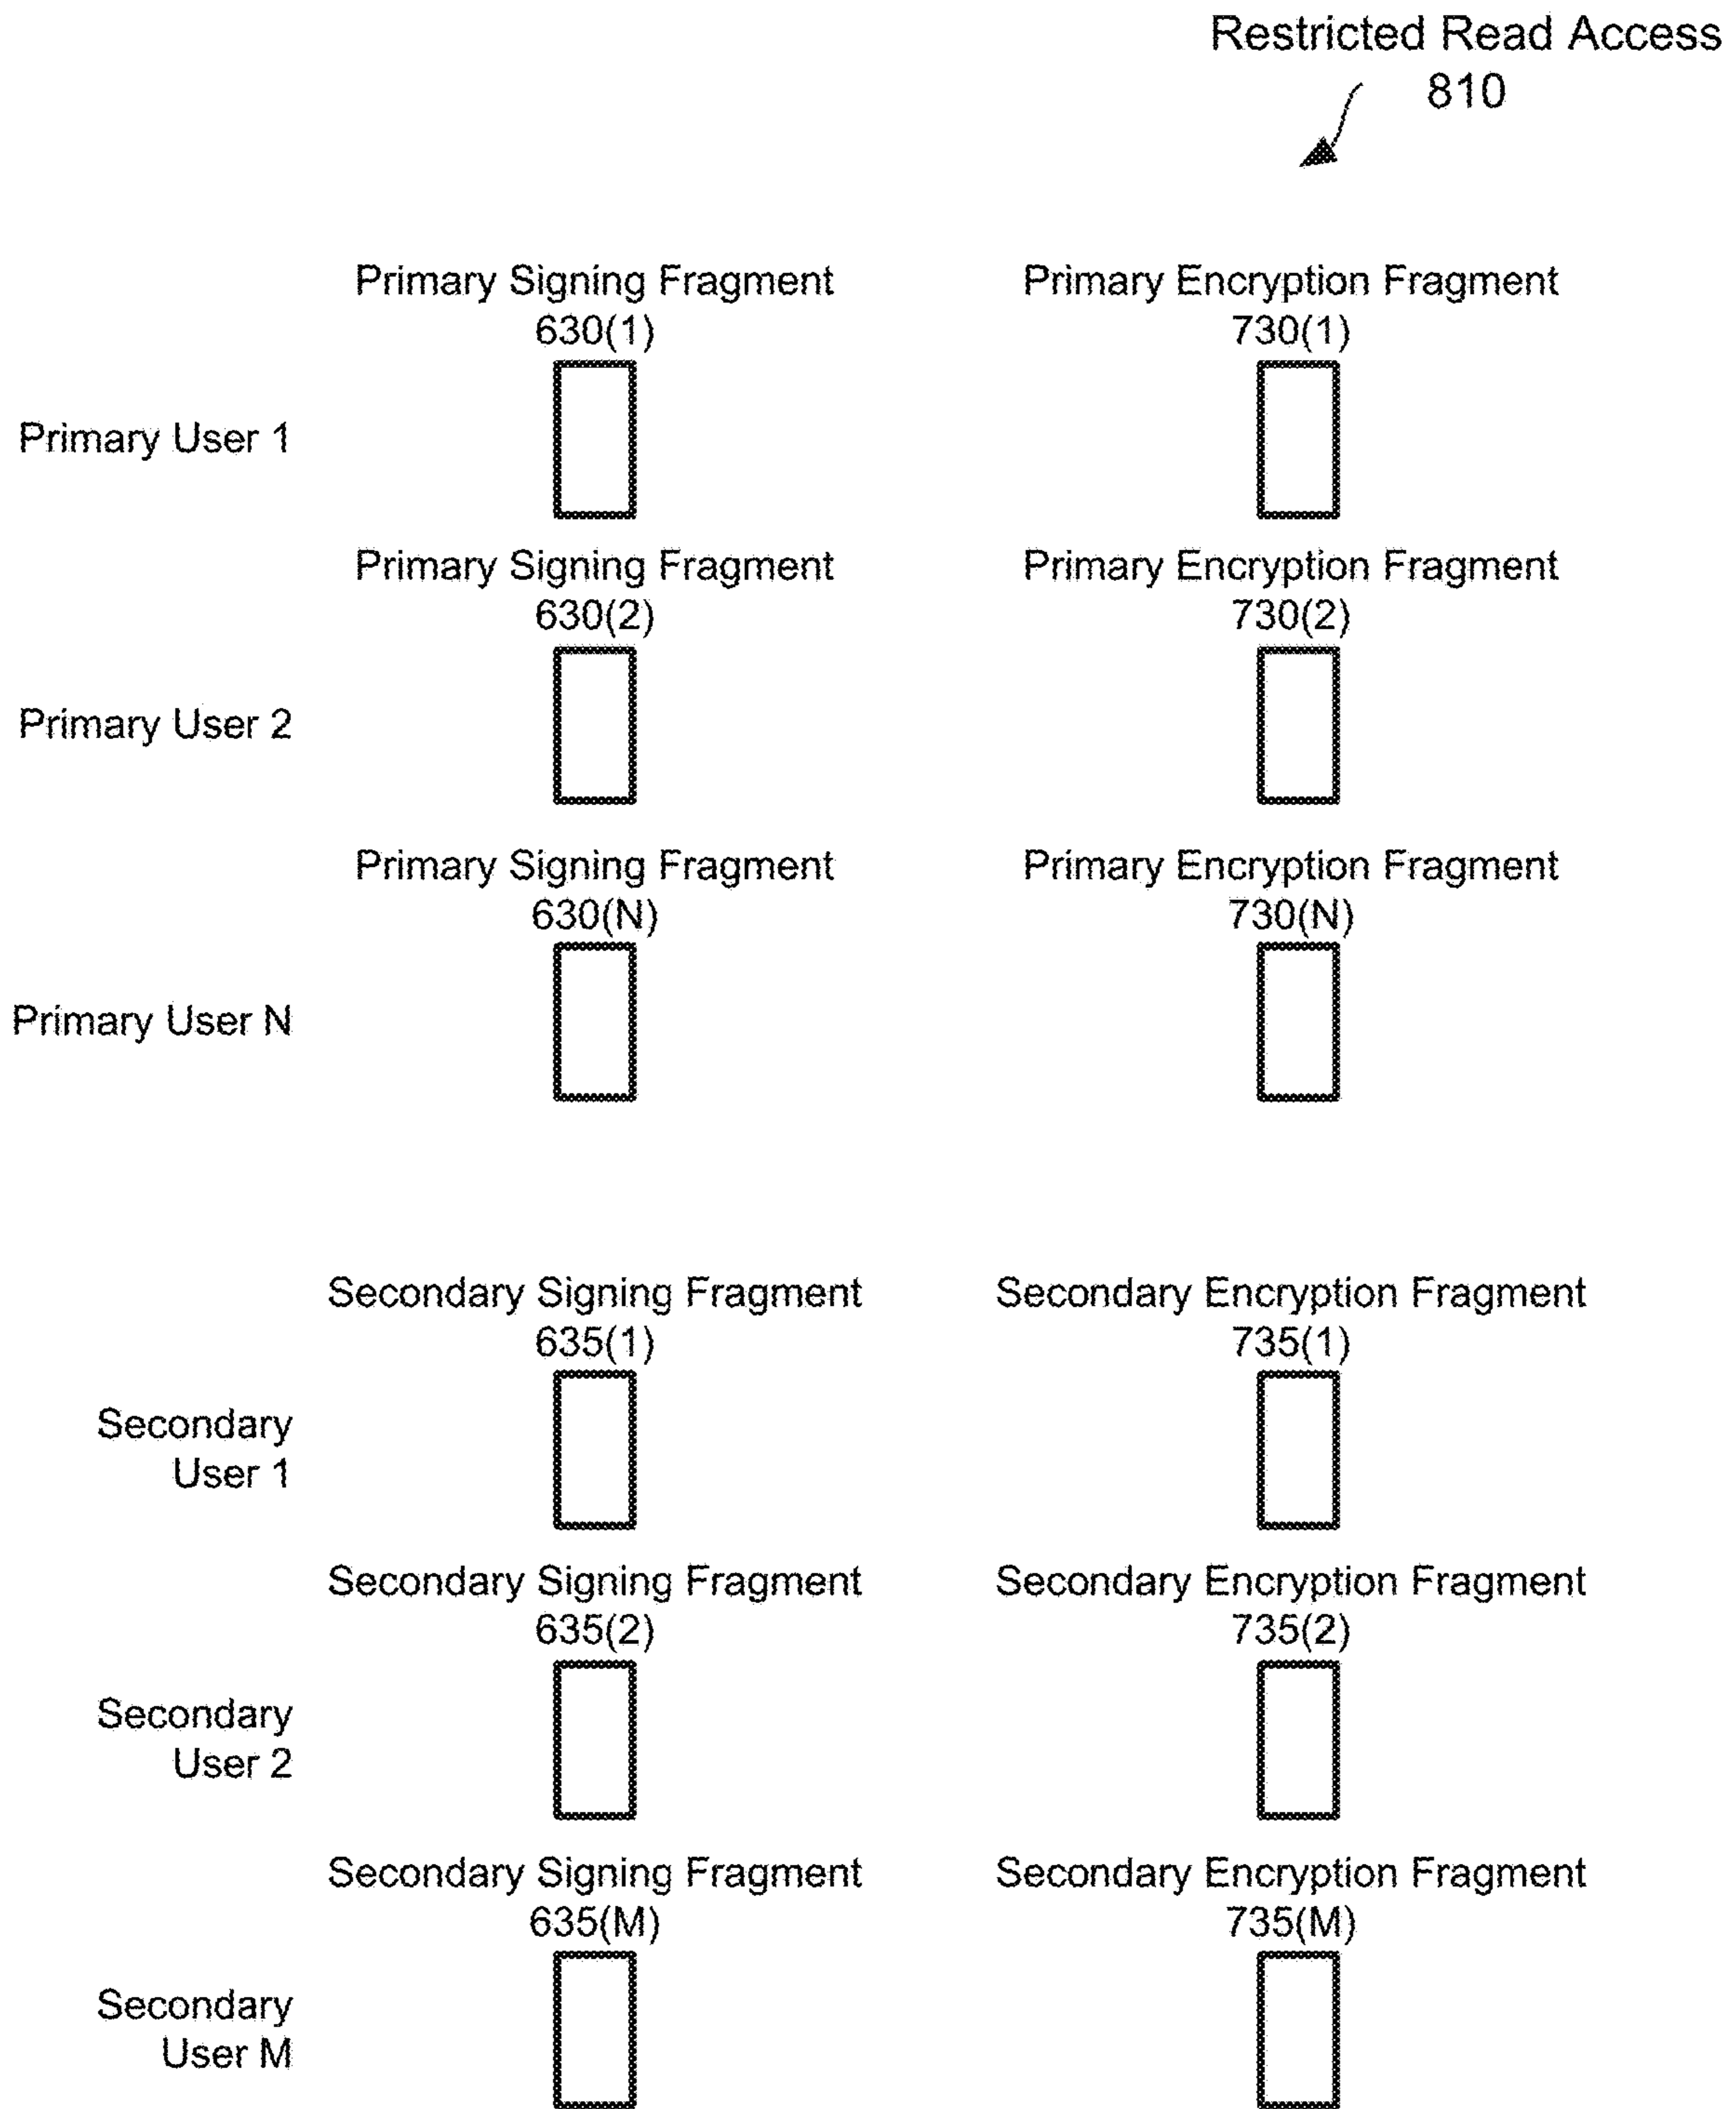 Restricted Read Access
810
Primary Signing Fragment
630(1)
Primary Encryption Fragment
730(1)
Primary User 1
Primary Signing Fragment
630(2)
Primary Encryption Fragment
730(2)
Primary User 2
Primary Signing Fragment
630(N)
Primary Encryption Fragment
730(N)
Primary User N
Secondary Signing Fragment
635(1)
Secondary Encryption Fragment
735(1)
Secondary
User 1
Secondary Signing Fragment
635(2)
Secondary Encryption Fragment
735(2)
Secondary
User 2
Secondary Signing Fragment
635(M)
Secondary Encryption Fragment
735(M)
Secondary
User M